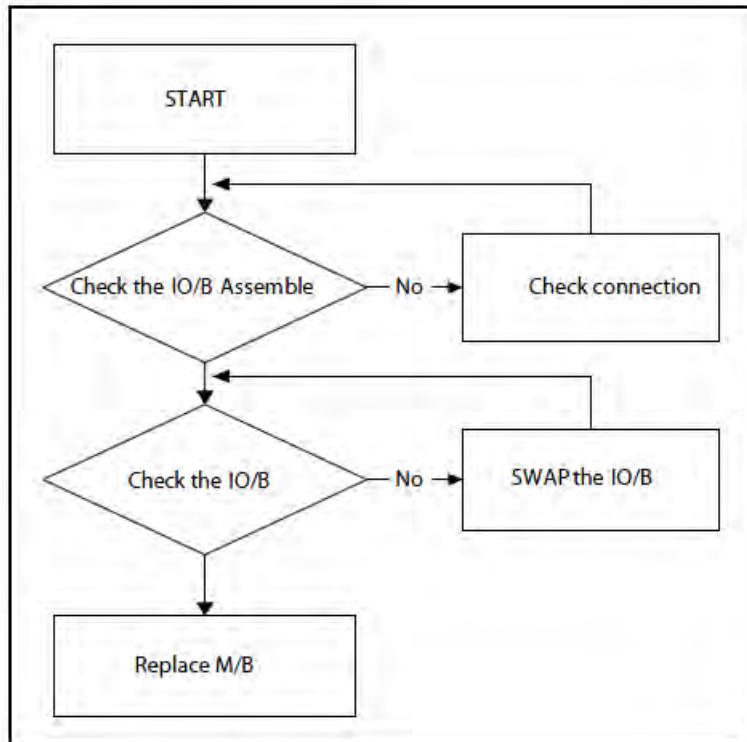 START
Check the IO/B Assemble
No
Check connection
Check the IO/B
No
SWAP the IO/B
Replace M/B